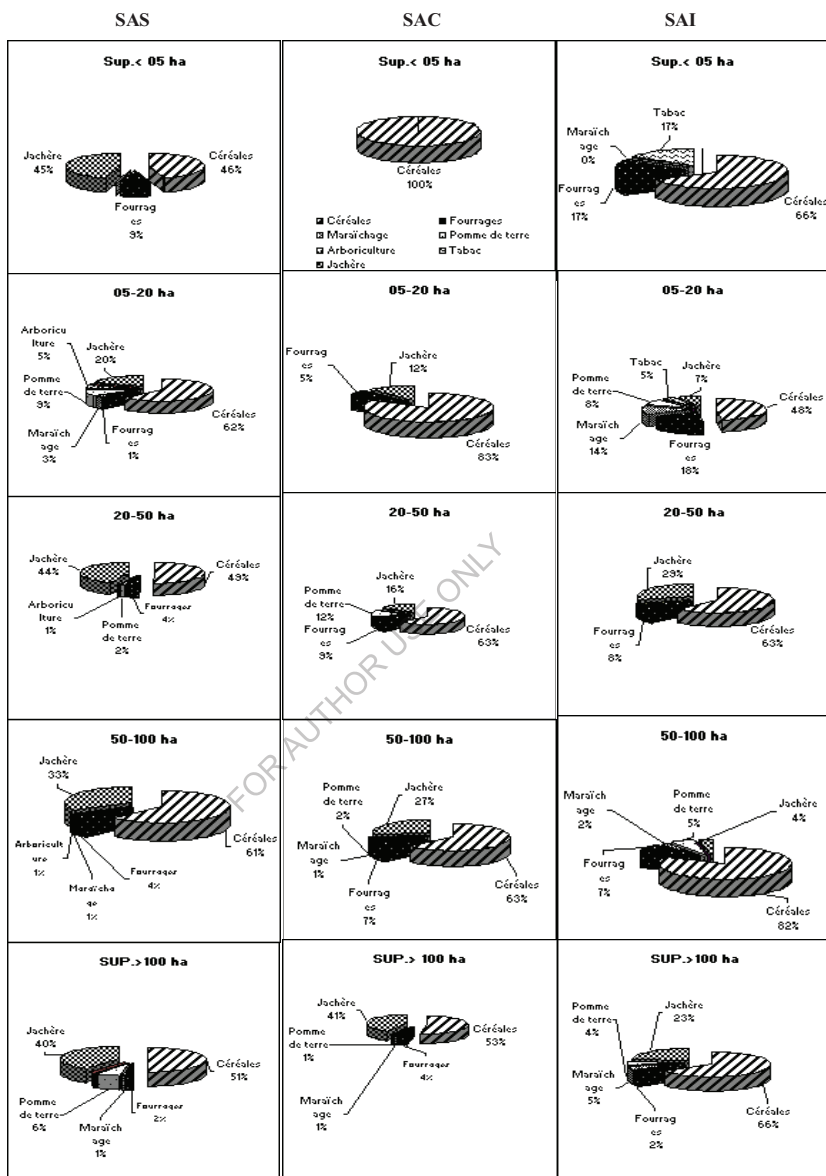 SAS
SAC
SAI
Sup.< 05 ha
Jachère
45%
Céréales
46%
Fourrag
es
9%
Sup.< 05 ha
Céréales
100%
Céréales
Fourrages
Maraîchage
Pomme de terre
Arboriculture
Tabac
Jachère
Sup.< 05 ha
Tabac
17%
Maraîch
age
0%
Fourrag
es
17%
Céréales
66%
05-20 ha
Arboricu
lture
5%
Jachère
20%
Pomme
de terre
9%
Céréales
62%
Maraîch
age
3%
Fourrag
es
1%
05-20 ha
Fourrag
es
5%
Jachère
12%
Céréales
83%
05-20 ha
Tabac
5%
Jachère
7%
Pomme
de terre
8%
Céréales
48%
Maraîch
age
14%
Fourrag
es
18%
20-50 ha
Jachère
44%
Céréales
49%
Arboricu
lture
1%
Pomme
de terre
2%
Fourrages
4%
20-50 ha
Jachère
16%
Pomme
de terre
12%
Fourrag
es
9%
Céréales
63%
20-50 ha
Jachère
29%
Fourrag
es
8%
Céréales
63%
50-100 ha
Jachère
33%
Céréales
61%
Arboricult
ure
1%
Maraîcha
ge
1%
Fourrages
4%
50-100 ha
Pomme
de terre
2%
Jachère
27%
Maraîch
age
1%
Fourrag
es
7%
Céréales
63%
50-100 ha
Maraîch
age
2%
Pomme
de terre
5%
Jachère
4%
Fourrag
es
7%
Céréales
82%
SUP.>100 ha
Jachère
40%
Céréales
51%
Pomme
de terre
6%
Maraîch
age
1%
Fourrages
2%
SUP.> 100 ha
Jachère
41%
Pomme
de terre
1%
Céréales
53%
Fourrages
4%
Maraîch
age
1%
SUP.>100 ha
Pomme
de terre
4%
Jachère
23%
Maraîch
age
5%
Fourrag
es
2%
Céréales
66%
FOR AUTHOR USE ONLY